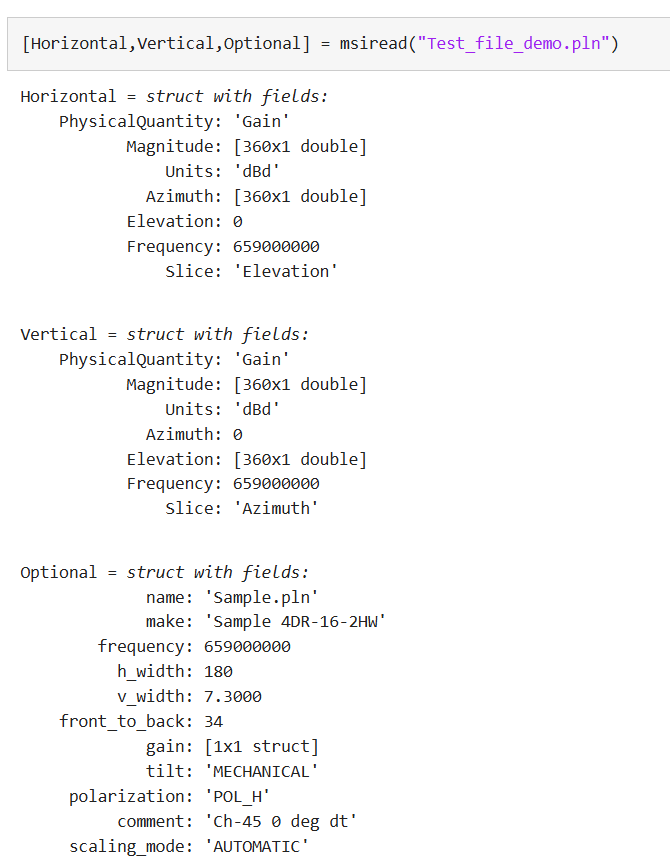 [Horizontal,Vertical,Optional] = msiread("Test_file_demo.pln")
Horizontal = struct with fields:
PhysicalQuantity: 'Gain'
Magnitude: [360x1 double]
Units: 'dBd'
Azimuth: [360x1 double]
Elevation: 0
Frequency: 659000000
Slice: 'Elevation'
Vertical = struct with fields:
PhysicalQuantity: 'Gain'
Magnitude: [360x1 double]
Units: 'dBd'
Azimuth: 0
Elevation: [360x1 double]
Frequency: 659000000
Slice: 'Azimuth'
Optional = struct with fields:
name: 'Sample.pln'
make: 'Sample 4DR-16-2HW'
frequency: 659000000
h_width: 180
v_width: 7.3000
front_to_back: 34
gain: [1x1 struct]
tilt: 'MECHANICAL'
polarization: 'POL_H'
comment: 'Ch-45 0 deg dt'
scaling_mode: 'AUTOMATIC'